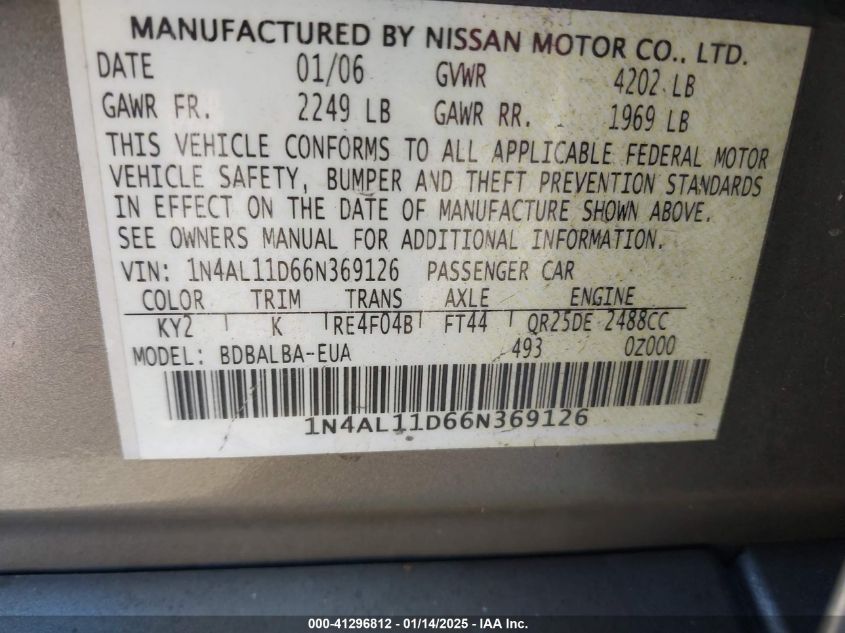 MANUFACTURED BY NISSAN MOTOR CO., LTD.
DATE 01/06 GVWR 4202 LB
GAWR FR. 2249 LB GAWR RR. 1969 LB
THIS VEHICLE CONFORMS TO ALL APPLICABLE FEDERAL MOTOR
VEHICLE SAFETY, BUMPER AND THEFT PREVENTION STANDARDS
IN EFFECT ON THE DATE OF MANUFACTURE SHOWN ABOVE.
SEE OWNERS MANUAL FOR ADDITIONAL INFORMATION.
VIN: 1N4AL11D66N369126 PASSENGER CAR
COLOR TRIM TRANS AXLE ENGINE
KY2 K RE4F04B FT44 QR25DE 2488CC
MODEL: BDBALBA-EUA 493 0Z000
1N4AL11D66N369126
000-41296812 - 01/14/2025 - IAAI.com